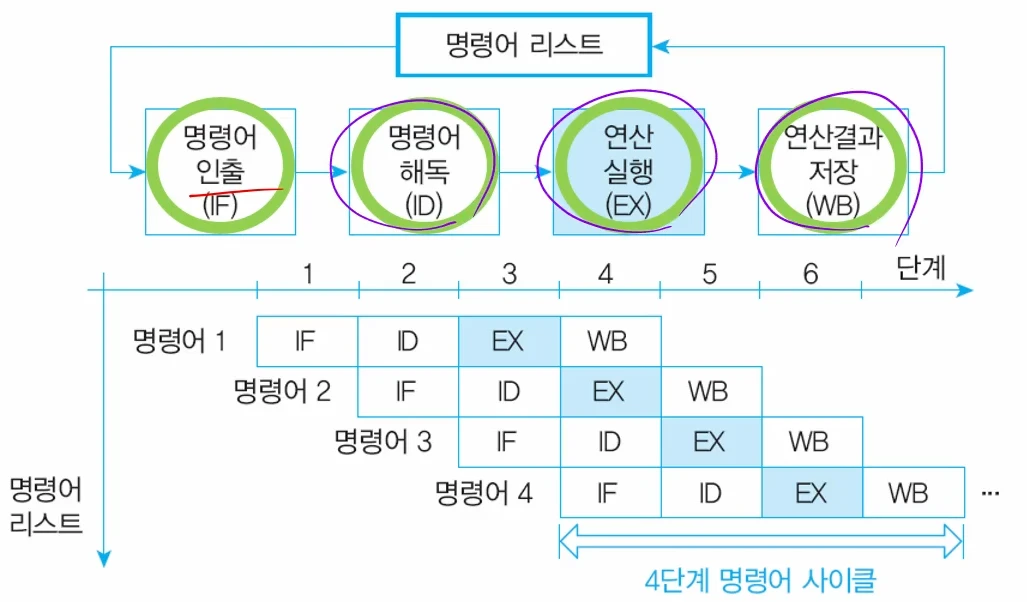 명령어 리스트
명령어
인출
(IF)
명령어
해독
(ID)
연산
실행
(EX)
연산결과
저장
(WB)
1 2 3 4 5 6 단계
명령어 1 IF ID EX WB
명령어 2 IF ID EX WB
명령어 3 IF ID EX WB
명령어 4 IF ID EX WB ...
명령어
리스트
4단계 명령어 사이클